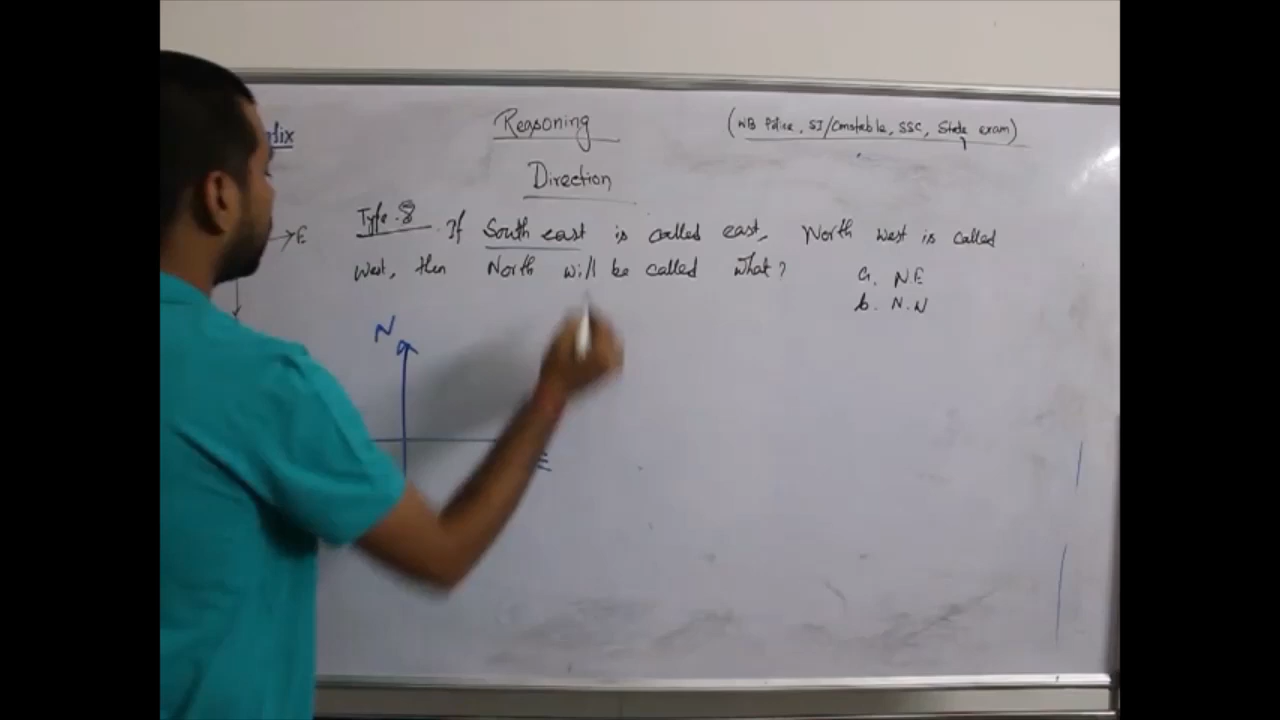 Reasoning
(WB Police, SI/Constable, SSC, State exam)
Direction
Type.8. If South east is called east, North west is called
West, then North will be called what?
a. N.E
b. N.W
E
N
E